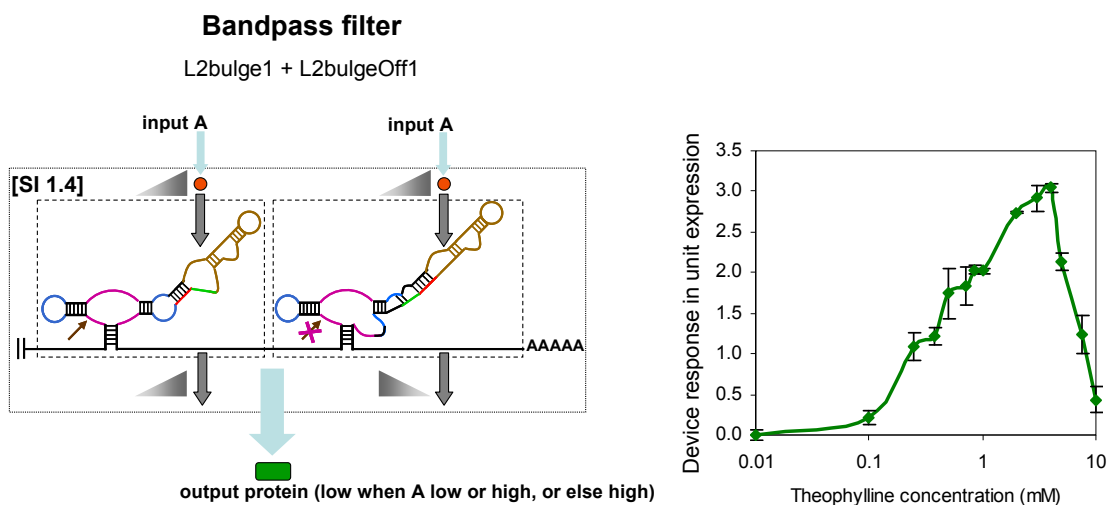 Bandpass filter
L2bulge1 + L2bulgeOff1
input A
input A
[SI 1.4]
AAAAA
output protein (low when A low or high, or else high)
Device response in unit expression
3.5
3.0
2.5
2.0
1.5
1.0
0.5
0.0
0.01
0.1
1
10
Theophylline concentration (mM)